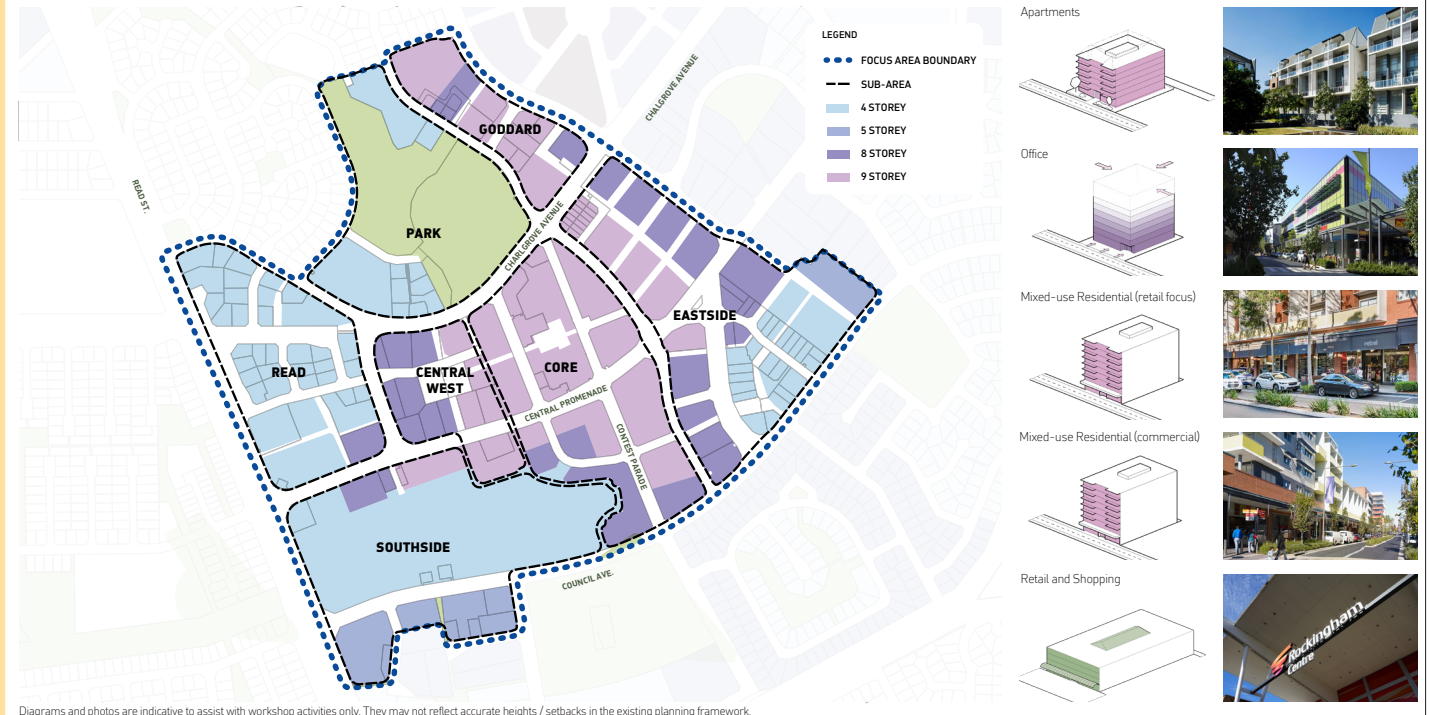 LEGEND
FOCUS AREA BOUNDARY
SUB-AREA
4 STOREY
5 STOREY
8 STOREY
9 STOREY
CHALGROVE AVENUE
GODDARD
READ ST.
PARK
CHARLGROVE AVENUE
EASTSIDE
READ
CENTRAL
WEST
CORE
CENTRAL PROMENADE
CONTEST PARADE
SOUTHSIDE
COUNCIL AVE.
Apartments
Office
Mixed-use Residential (retail focus)
Mixed-use Residential (commercial)
Retail and Shopping
Rockingham
Centre
Diagrams and photos are indicative to assist with workshop activities only. They may not reflect accurate heights / setbacks in the existing planning framework.